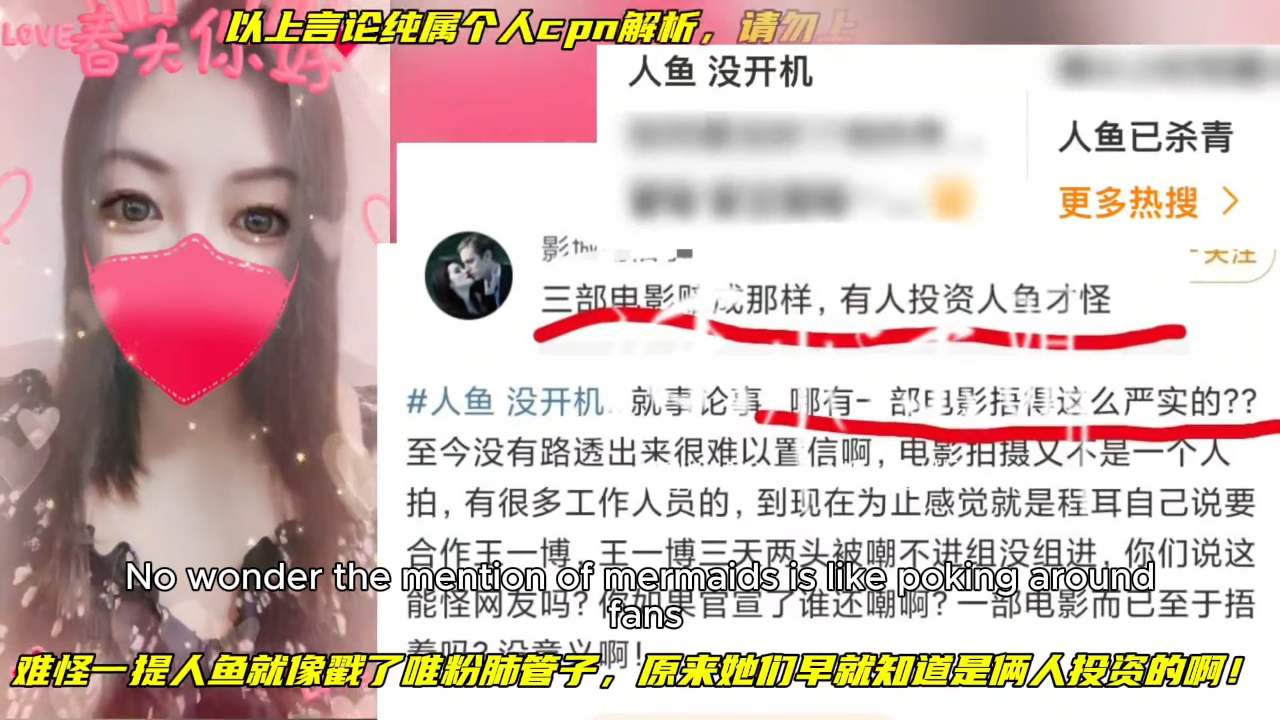 以上言论纯属个人cpn解析，请勿上
LOVE春天你好
人鱼 没开机
人鱼已杀青
更多热搜 >
关注
三部电影赔成那样，有人投资人鱼才怪
#人鱼 没开机 就事论事 哪有一部电影捂得这么严实的??
至今没有路透出来很难以置信啊，电影拍摄又不是一个人
拍，有很多工作人员的，到现在为止感觉就是程耳自己说要
合作王一博，王一博三天两头被嘲不进组没组进，你们说这
能怪网友吗？假如果官宣了谁还嘲啊？一部电影而已至于捂
着吗？没意义啊！
No wonder the mention of mermaids is like poking around
fans
难怪一提人鱼就像戳了唯粉肺管子，原来她们早就知道是俩人投资的啊！